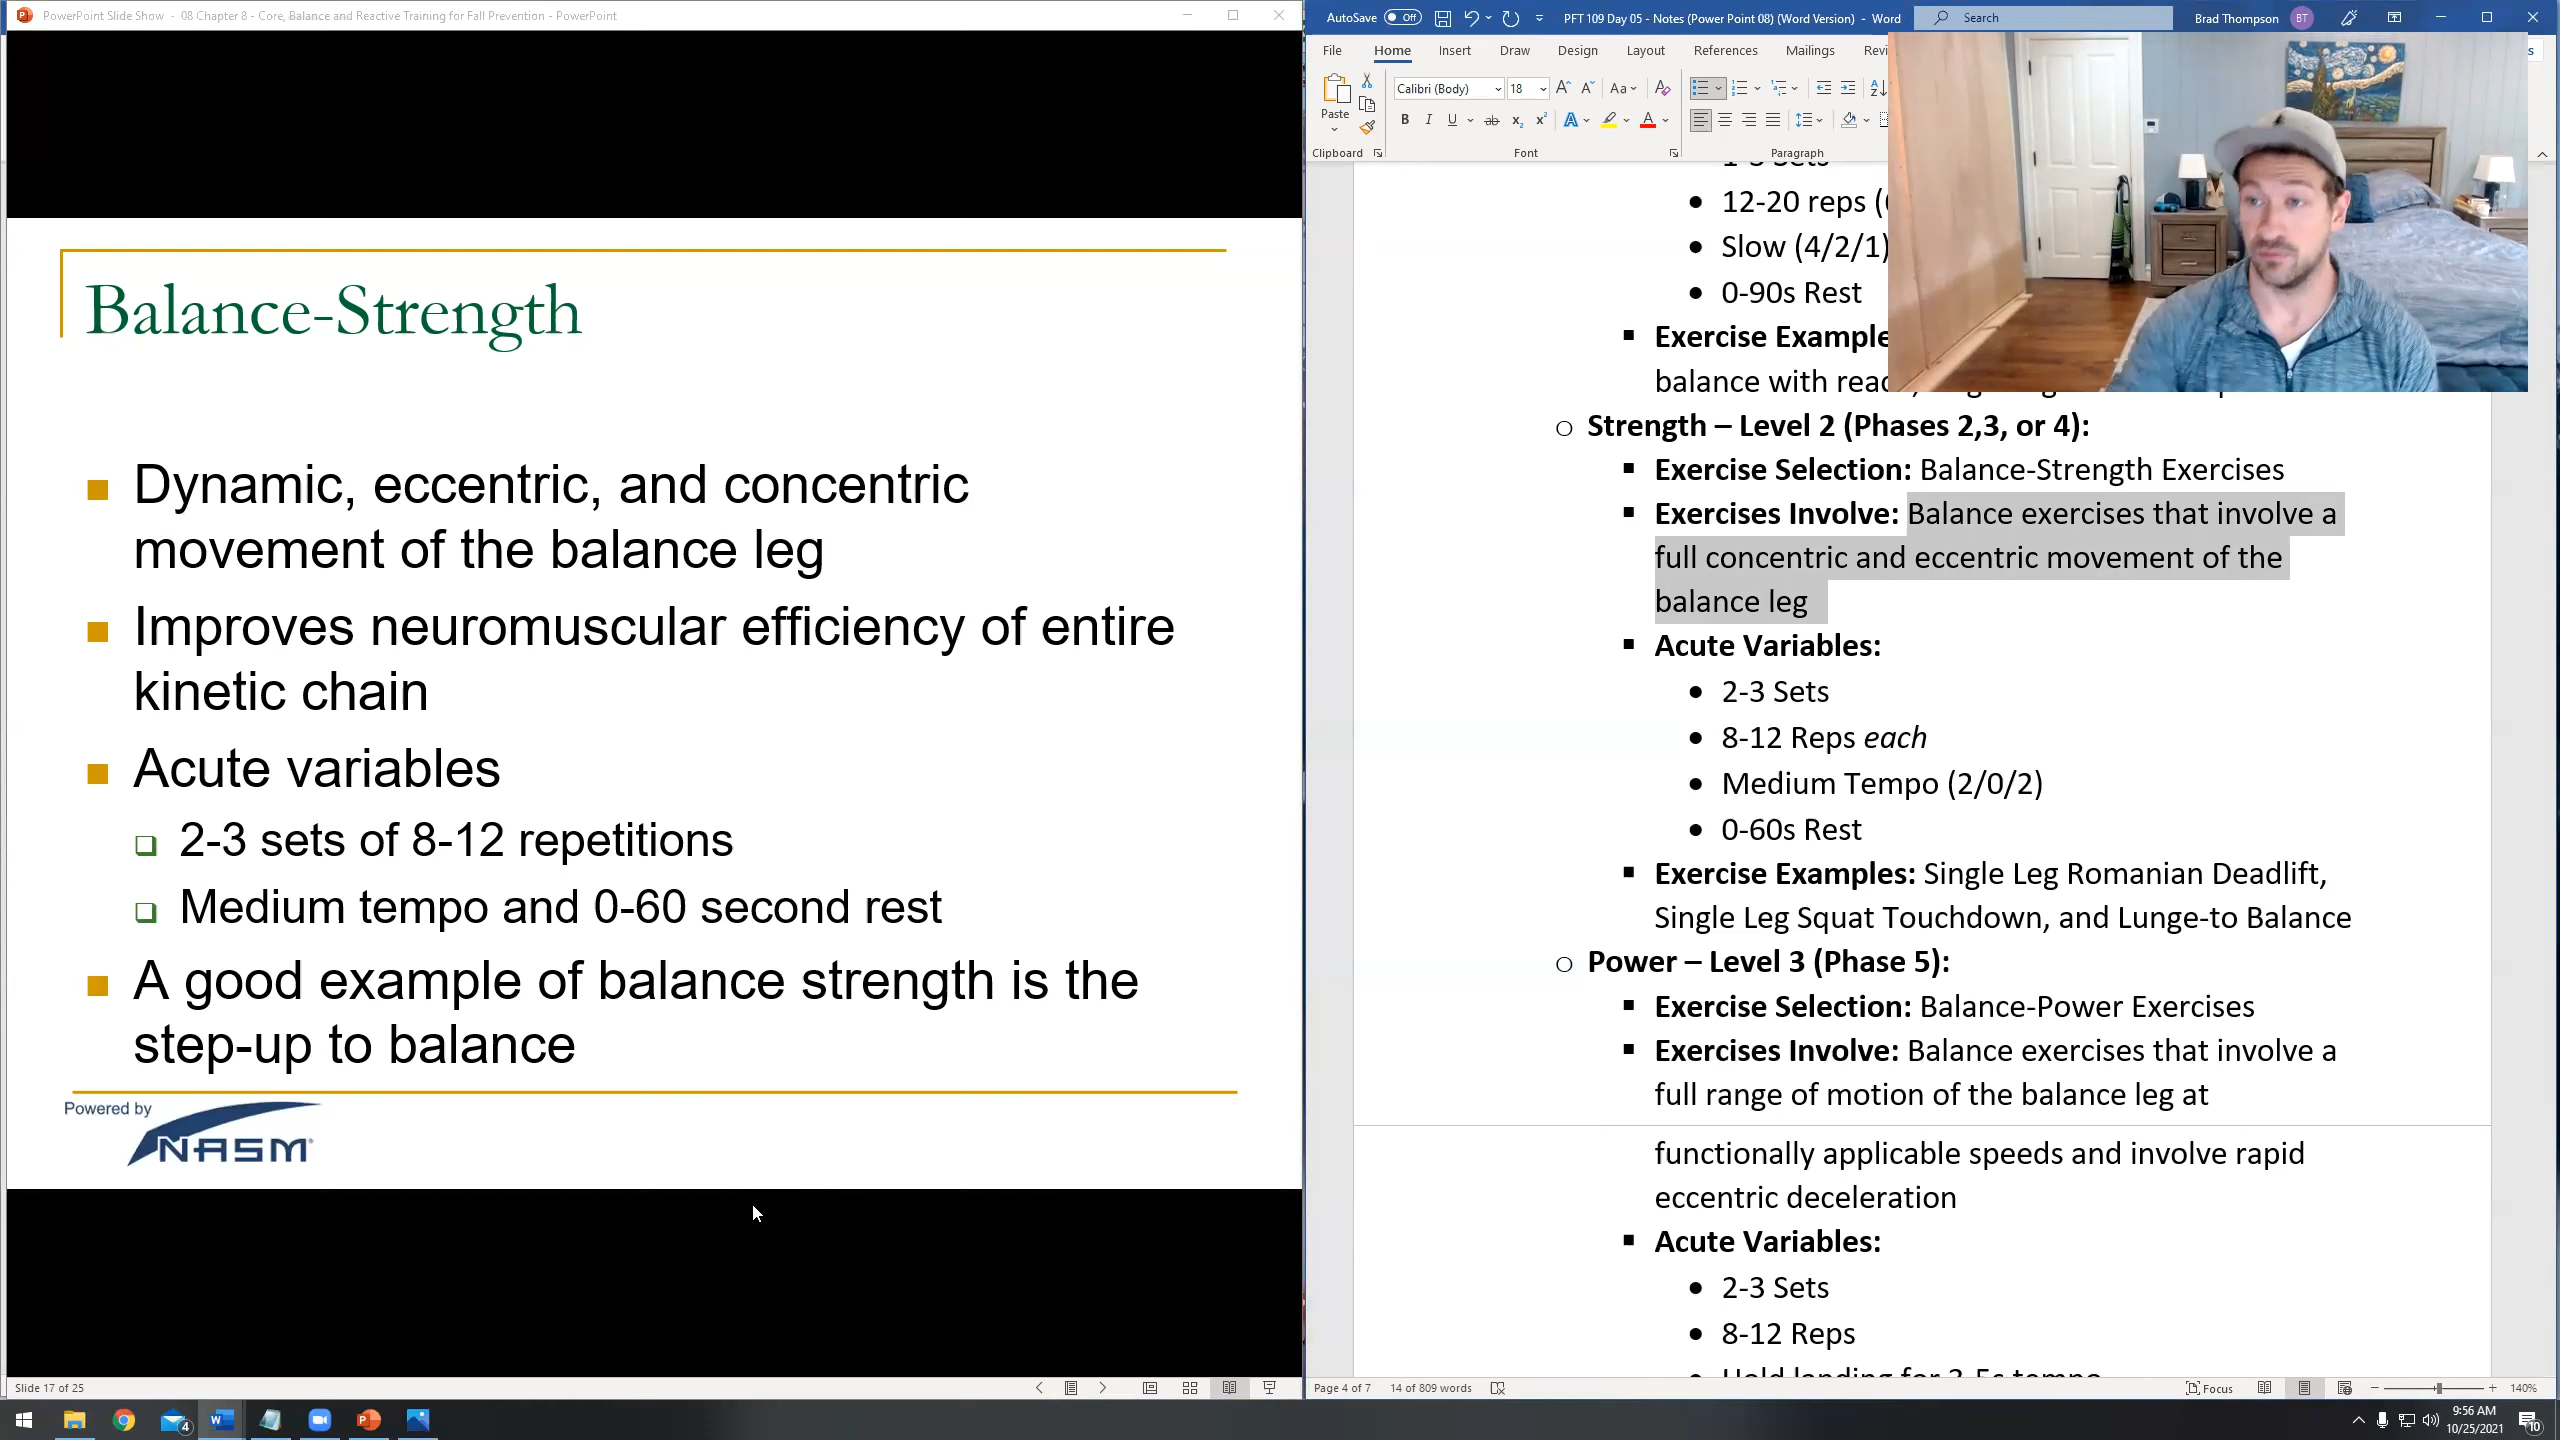 PowerPoint Slide Show - 08 Chapter 8 - Core, Balance and Reactive Training for Fall Prevention - PowerPoint
Balance-Strength
Dynamic, eccentric, and concentric
movement of the balance leg
Improves neuromuscular efficiency of entire
kinetic chain
Acute variables
2-3 sets of 8-12 repetitions
Medium tempo and 0-60 second rest
A good example of balance strength is the
step-up to balance
Powered by
NASM
Slide 17 of 25
AutoSave Off
PFT 109 Day 05 - Notes (Power Point 08) (Word Version) - Word
Search
Brad Thompson BT
File Home Insert Draw Design Layout References Mailings
Calibri (Body) 18
Paste
Clipboard Font Paragraph
12-20 reps
Slow (4/2/1)
0-90s Rest
Exercise Example
balance with
Strength – Level 2 (Phases 2,3, or 4):
Exercise Selection: Balance-Strength Exercises
Exercises Involve: Balance exercises that involve a
full concentric and eccentric movement of the
balance leg
Acute Variables:
2-3 Sets
8-12 Reps each
Medium Tempo (2/0/2)
0-60s Rest
Exercise Examples: Single Leg Romanian Deadlift,
Single Leg Squat Touchdown, and Lunge-to Balance
Power – Level 3 (Phase 5):
Exercise Selection: Balance-Power Exercises
Exercises Involve: Balance exercises that involve a
full range of motion of the balance leg at
functionally applicable speeds and involve rapid
eccentric deceleration
Acute Variables:
2-3 Sets
8-12 Reps
Hold landing for 3-5s tempo
Page 4 of 7 14 of 809 words
Focus
140%
9:56 AM
10/25/2021